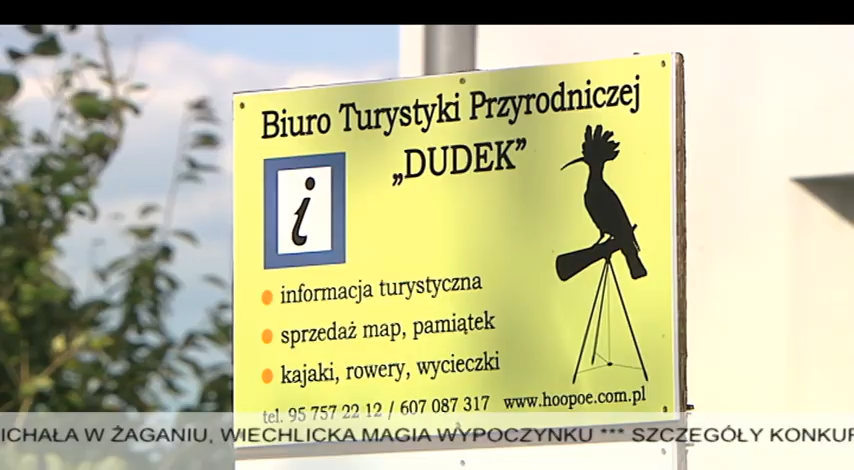 Biuro Turystyki Przyrodniczej
„DUDEK”
i
informacja turystyczna
sprzedaż map, pamiątek
kajaki, rowery, wycieczki
tel. 95 757 22 12 / 607 087 317 www.hoopoe.com.pl
ICHAŁA W ŻAGANIU, WIECHLICKA MAGIA WYPOCZYNKU *** SZCZEGÓŁY KONKUR